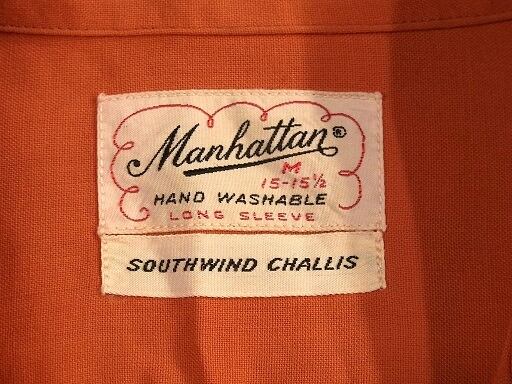 Manhattan®
M
15-15½
HAND WASHABLE
LONG SLEEVE
SOUTHWIND CHALLIS